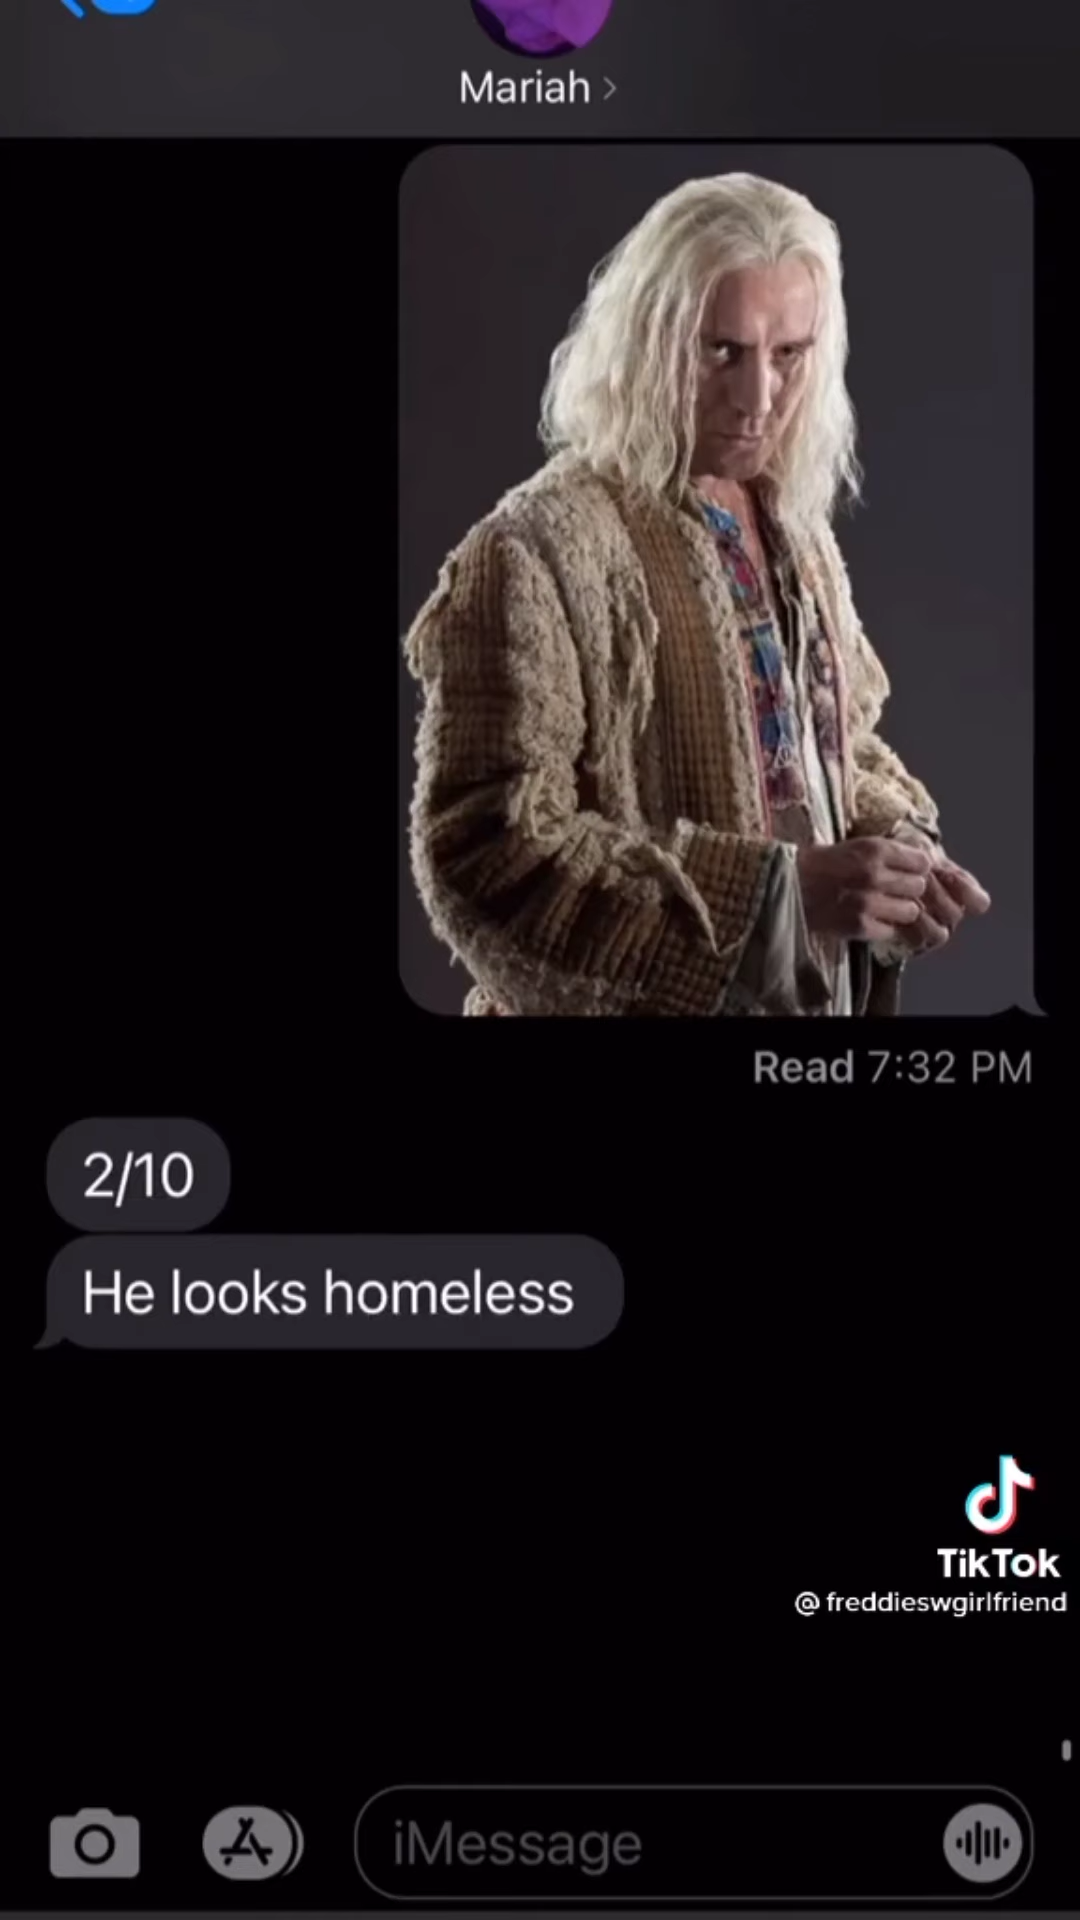 Mariah >
Read 7:32 PM
2/10
He looks homeless
TikTok
@freddieswgirlfriend
iMessage